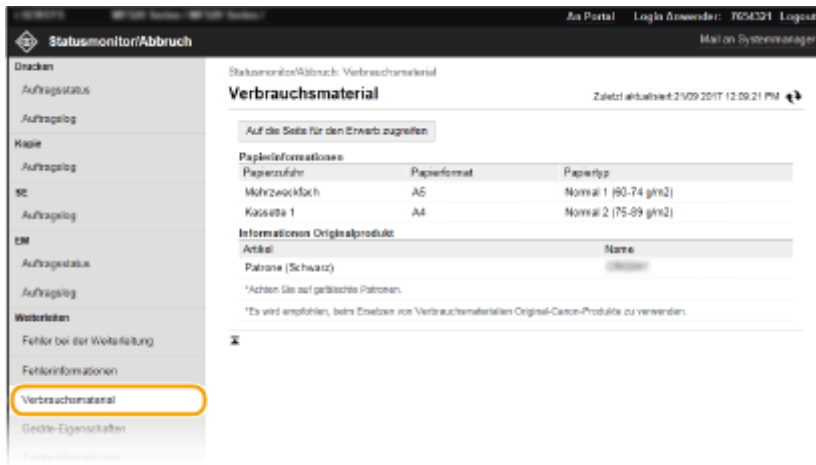 An Portal Login Anwender: 7654321 Logout
Statusmonitor/Abbruch
Mail an Systemmanager
Drucken
Auftragsstatus
Auftragslog
Kopie
Auftragslog
SE
Auftragslog
EM
Auftragsstatus
Auftragslog
Weiterleiten
Fehler bei der Weiterleitung
Fehlerinformationen
Verbrauchsmaterial
Geräte-Eigenschaften
Statusmonitor/Abbruch: Verbrauchsmaterial
Verbrauchsmaterial
Zuletzt aktualisiert:21/09 2017 12:09:21 PM
Auf die Seite für den Erwerb zugreifen
Papierinformationen
Papierzufuhr Papierformat Papiertyp
Mehrzweckfach A5 Normal 1 (60-74 g/m2)
Kassette 1 A4 Normal 2 (75-89 g/m2)
Informationen Originalprodukt
Artikel Name
Patrone (Schwarz)
*Achten Sie auf gefälschte Patronen.
*Es wird empfohlen, beim Ersetzen von Verbrauchsmaterialien Original-Canon-Produkte zu verwenden.